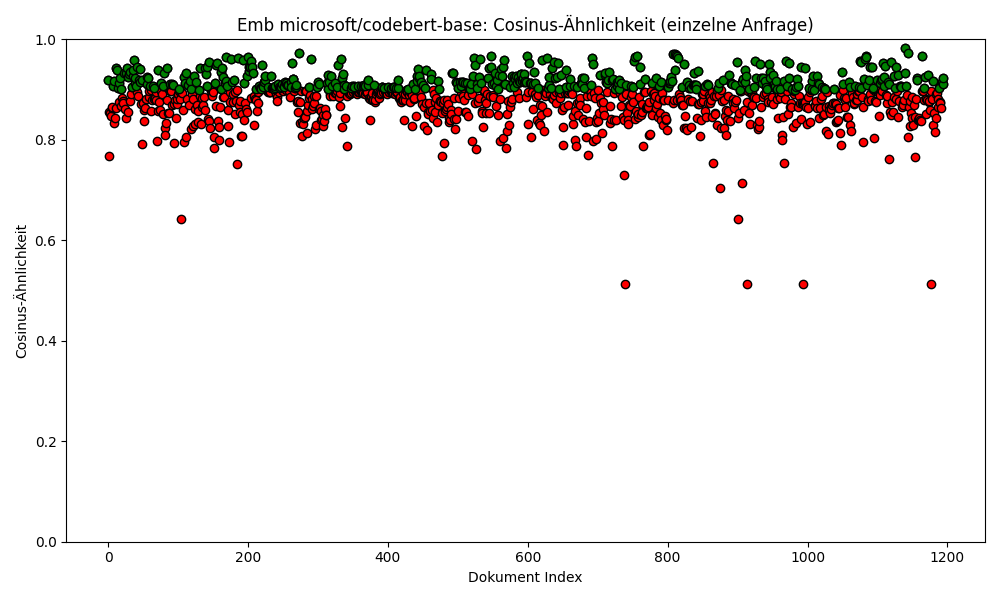 Emb microsoft/codebert-base: Cosinus-Ähnlichkeit (einzelne Anfrage)
1.0
0.8
0.6
0.4
0.2
0.0
Cosinus-Ähnlichkeit
0 200 400 600 800 1000 1200
Dokument Index